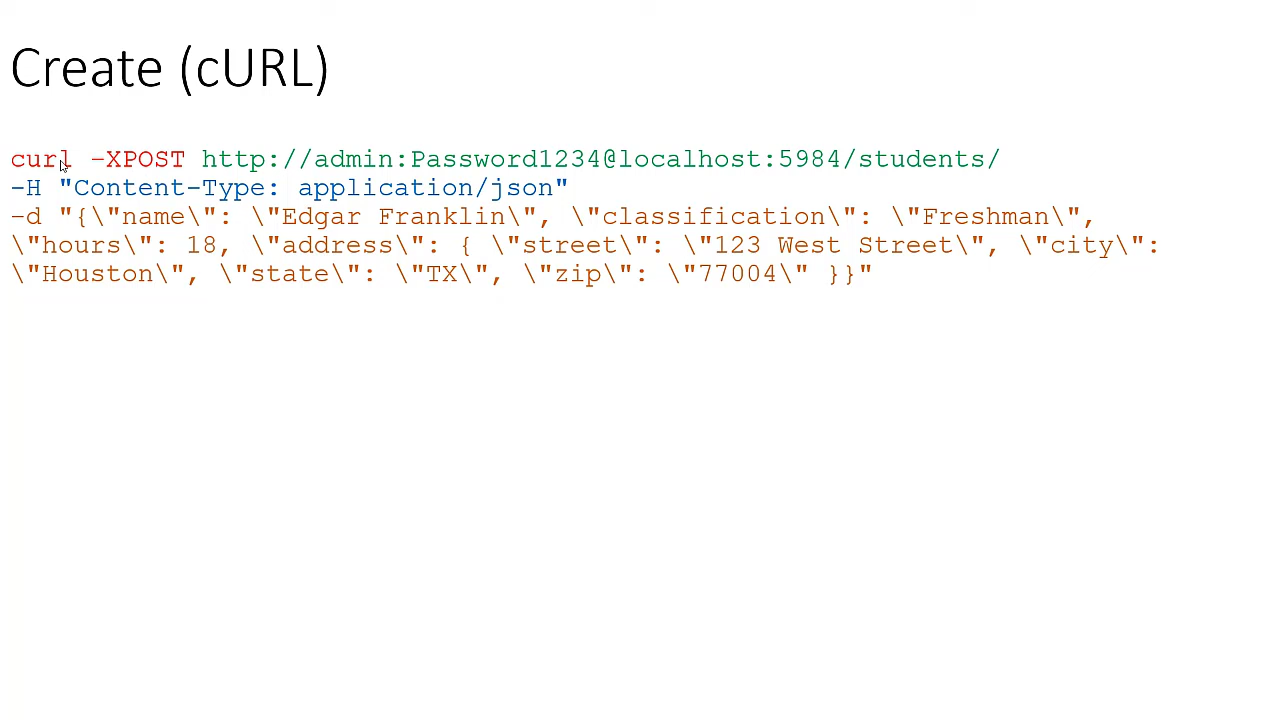 Create (cURL)
curl -XPOST http://admin:Password1234@localhost:5984/students/
-H "Content-Type: application/json"
-d "{\"name\": \"Edgar Franklin\", \"classification\": \"Freshman\",
\"hours\": 18, \"address\": { \"street\": \"123 West Street\", \"city\":
\"Houston\", \"state\": \"TX\", \"zip\": \"77004\" }}"